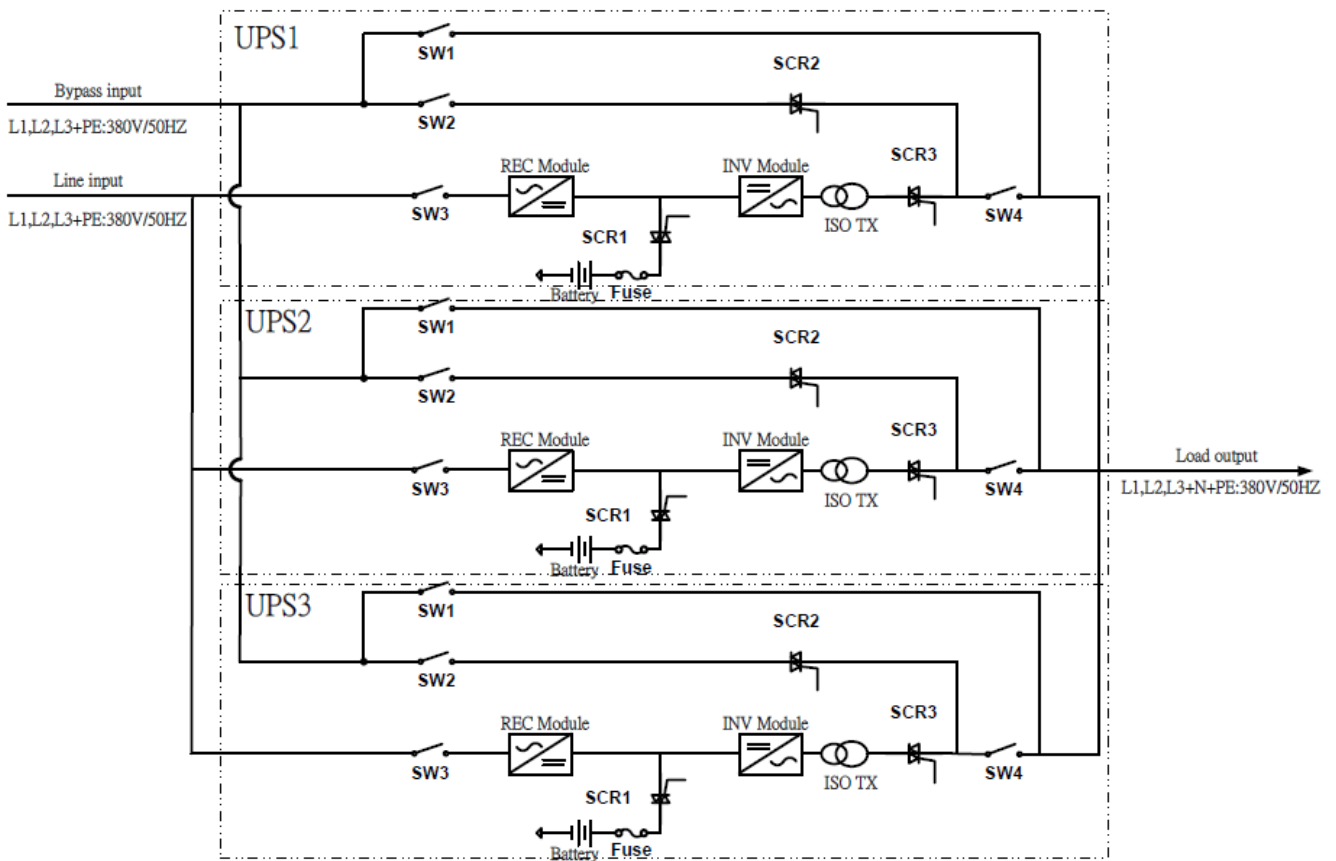 UPS1
SW1
SCR2
Bypass input
L1,L2,L3+PE:380V/50HZ
SW2
REC Module
INV Module
SCR3
Line input
L1,L2,L3+PE:380V/50HZ
SW3
SCR1
ISO TX
SW4
Battery
Fuse
UPS2
SW1
SCR2
SW2
REC Module
INV Module
SCR3
Load output
L1,L2,L3+N+PE:380V/50HZ
SW3
SCR1
ISO TX
SW4
Battery
Fuse
UPS3
SW1
SCR2
SW2
REC Module
INV Module
SCR3
SW3
SCR1
ISO TX
SW4
Battery
Fuse